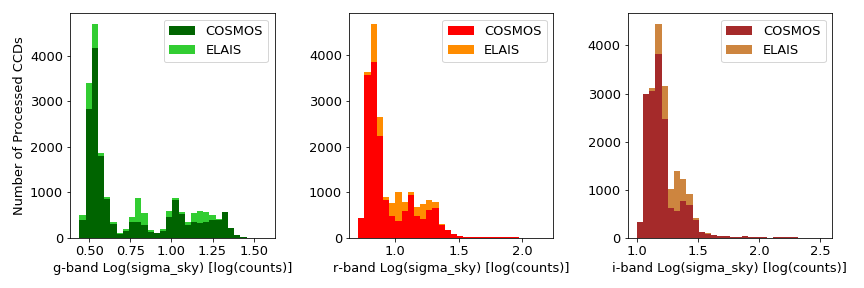 Number of Processed CCDs
4000
3000
2000
1000
0
0.50 0.75 1.00 1.25 1.50
g-band Log(sigma_sky) [log(counts)]
COSMOS
ELAIS
4000
3000
2000
1000
0
1.0 1.5 2.0
r-band Log(sigma_sky) [log(counts)]
COSMOS
ELAIS
4000
3000
2000
1000
0
1.0 1.5 2.0 2.5
i-band Log(sigma_sky) [log(counts)]
COSMOS
ELAIS